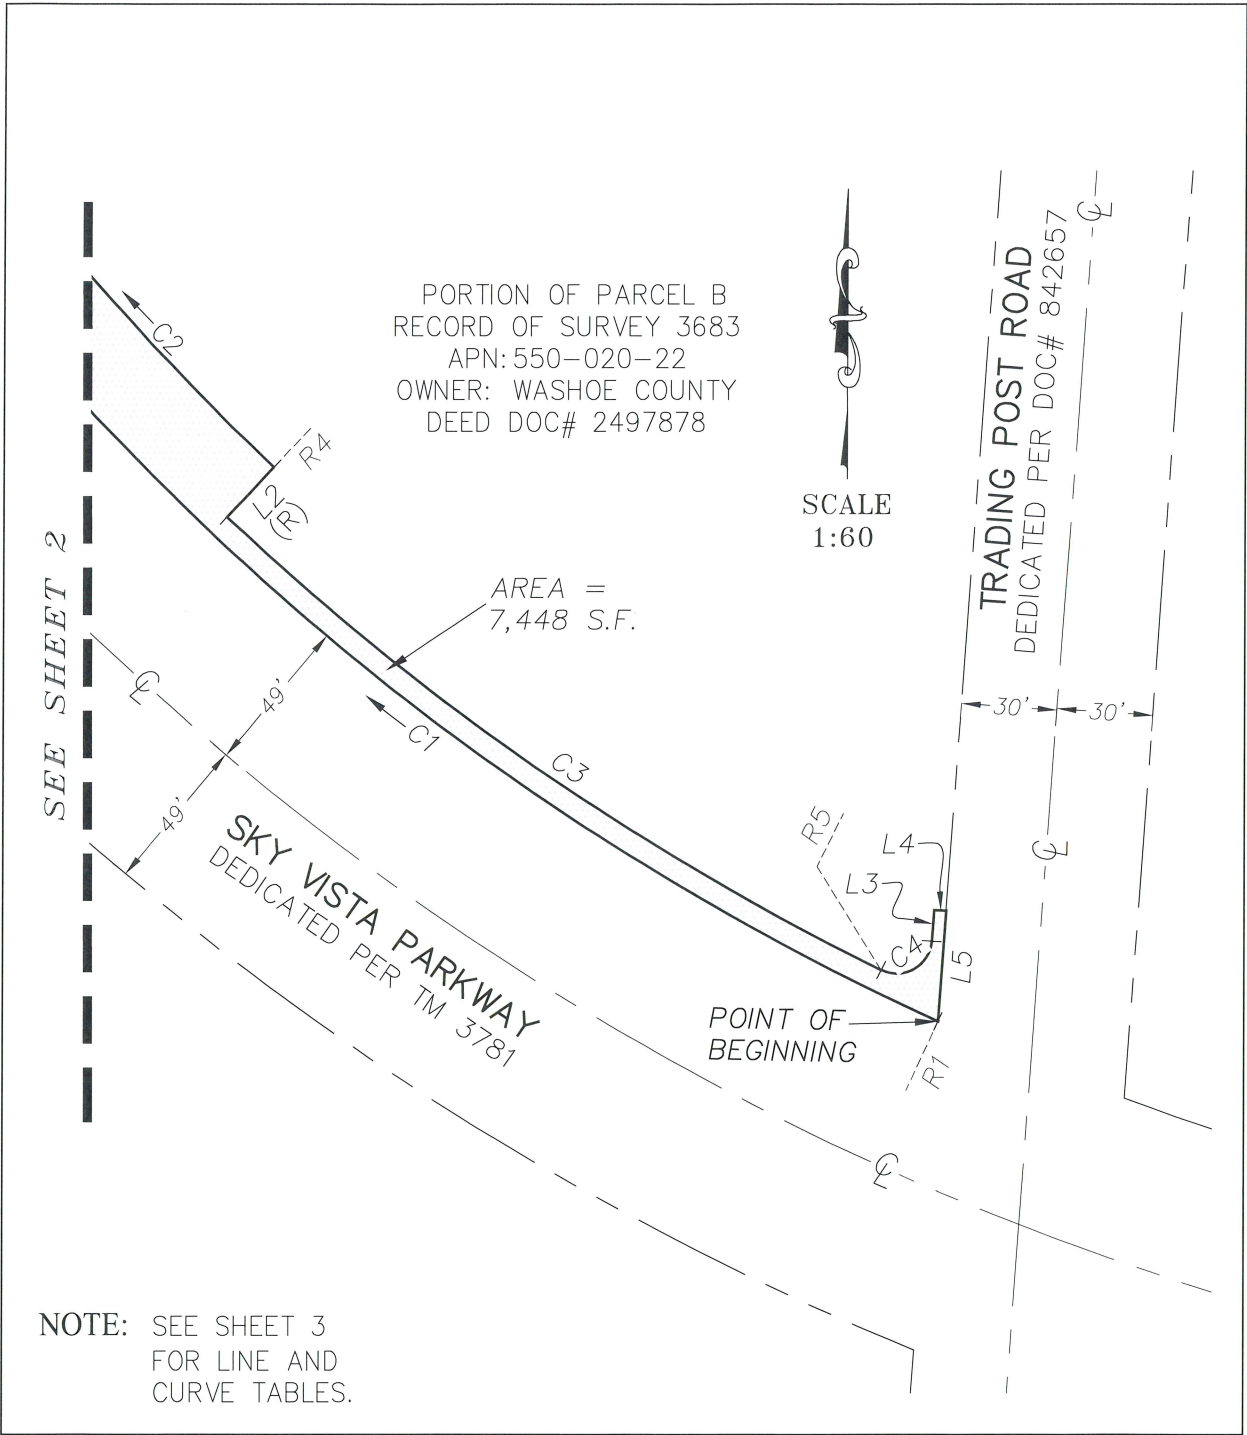 PORTION OF PARCEL B
RECORD OF SURVEY 3683
APN:550-020-22
OWNER: WASHOE COUNTY
DEED DOC# 2497878
SCALE
1:60
TRADING POST ROAD
DEDICATED PER DOC# 842657
℄
C2
R4
L2
(R)
SEE SHEET 2
AREA =
7,448 S.F.
℄
49'
C1
49'
C3
30'
30'
R5
L4
L3
C4
L5
℄
SKY VISTA PARKWAY
DEDICATED PER TM 3781
POINT OF
BEGINNING
R1
℄
NOTE: SEE SHEET 3
FOR LINE AND
CURVE TABLES.